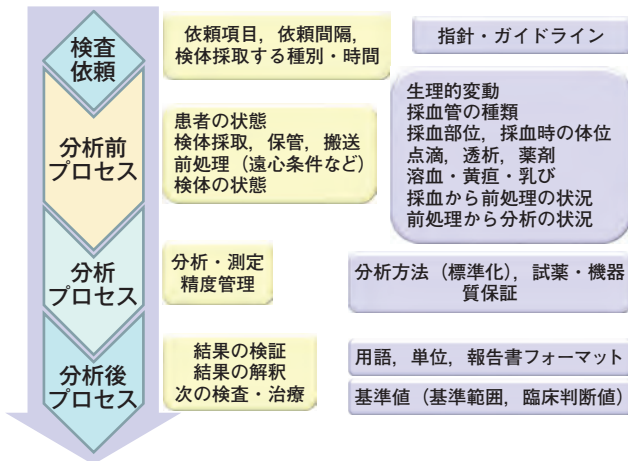 検査
依頼
依頼項目，依頼間隔，
検体採取する種別・時間
指針・ガイドライン
分析前
プロセス
患者の状態
検体採取，保管，搬送
前処理（遠心条件など）
検体の状態
生理的変動
採血管の種類
採血部位，採血時の体位
点滴，透析，薬剤
溶血・黄疸・乳び
採血から前処理の状況
前処理から分析の状況
分析
プロセス
分析・測定
精度管理
分析方法（標準化），試薬・機器
質保証
分析後
プロセス
結果の検証
結果の解釈
次の検査・治療
用語，単位，報告書フォーマット
基準値（基準範囲，臨床判断値）